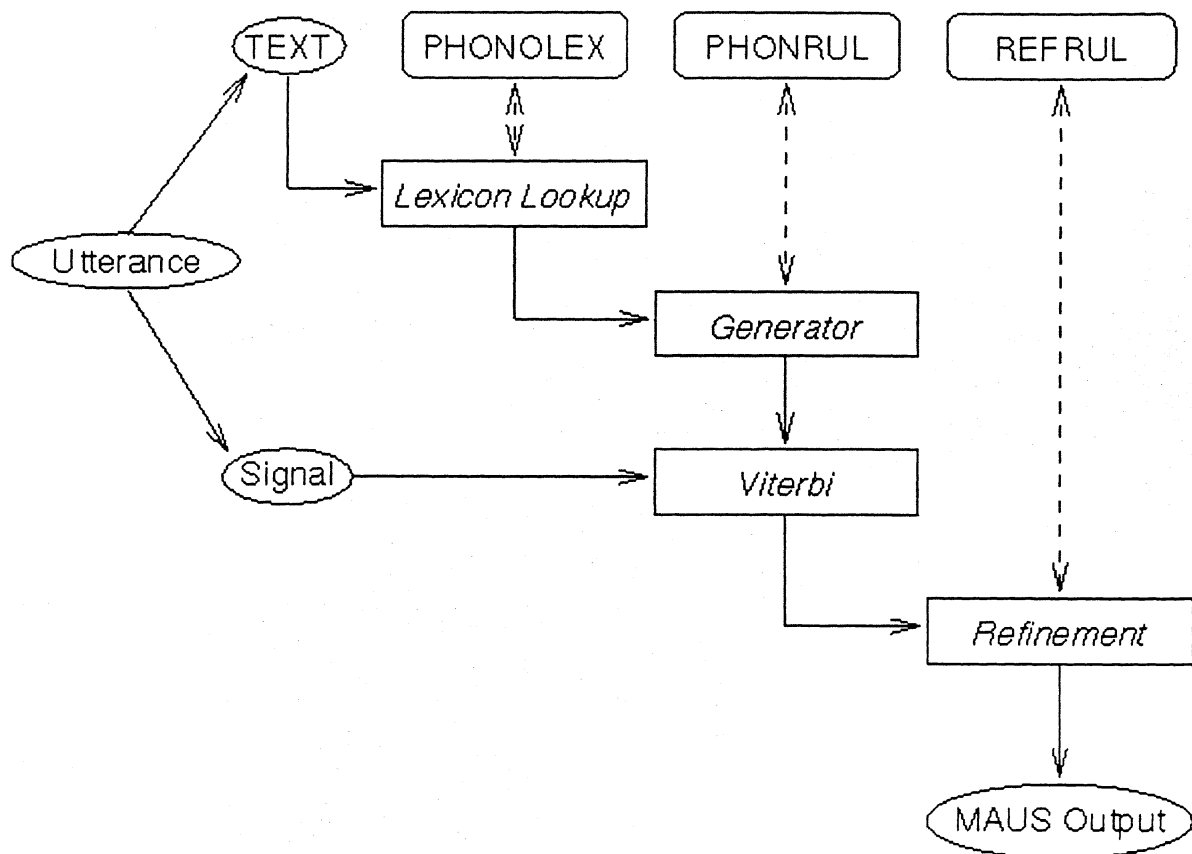 TEXT
PHONOLEX
PHONRUL
REFRUL
Lexicon Lookup
Utterance
Generator
Signal
Viterbi
Refinement
MAUS Output